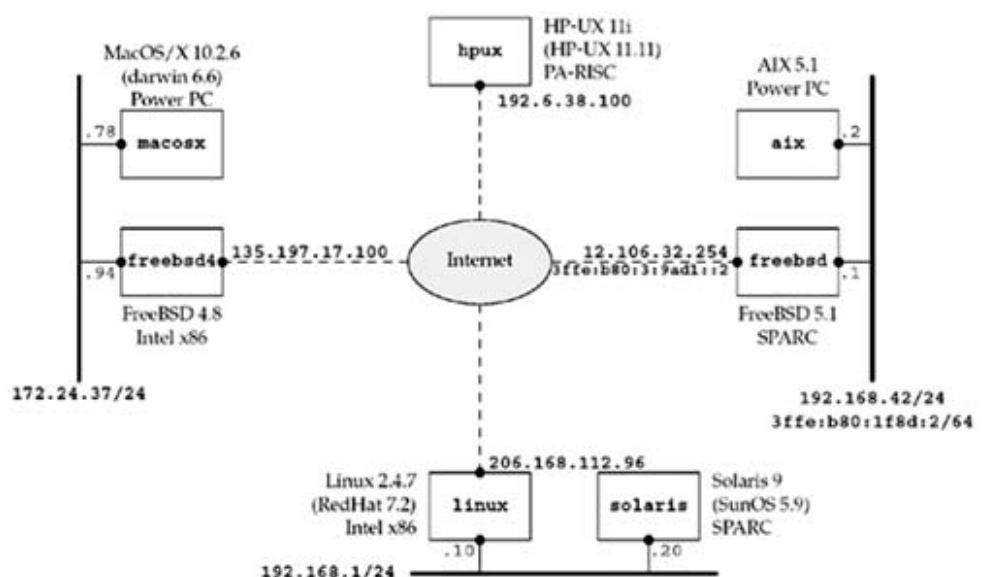 hpux
HP-UX 11i
(HP-UX 11.11)
PA-RISC
192.6.38.100
MacOS/X 10.2.6
(darwin 6.6)
Power PC
.78
macosx
AIX 5.1
Power PC
aix
.2
.94
freebsd4
135.197.17.100
Internet
12.106.32.254
3ffe:b80:3:9ad1::2
freebsd
.1
FreeBSD 4.8
Intel x86
FreeBSD 5.1
SPARC
172.24.37/24
192.168.42/24
3ffe:b80:1f8d:2/64
206.168.112.96
Linux 2.4.7
(RedHat 7.2)
Intel x86
linux
.10
solaris
.20
Solaris 9
(SunOS 5.9)
SPARC
192.168.1/24